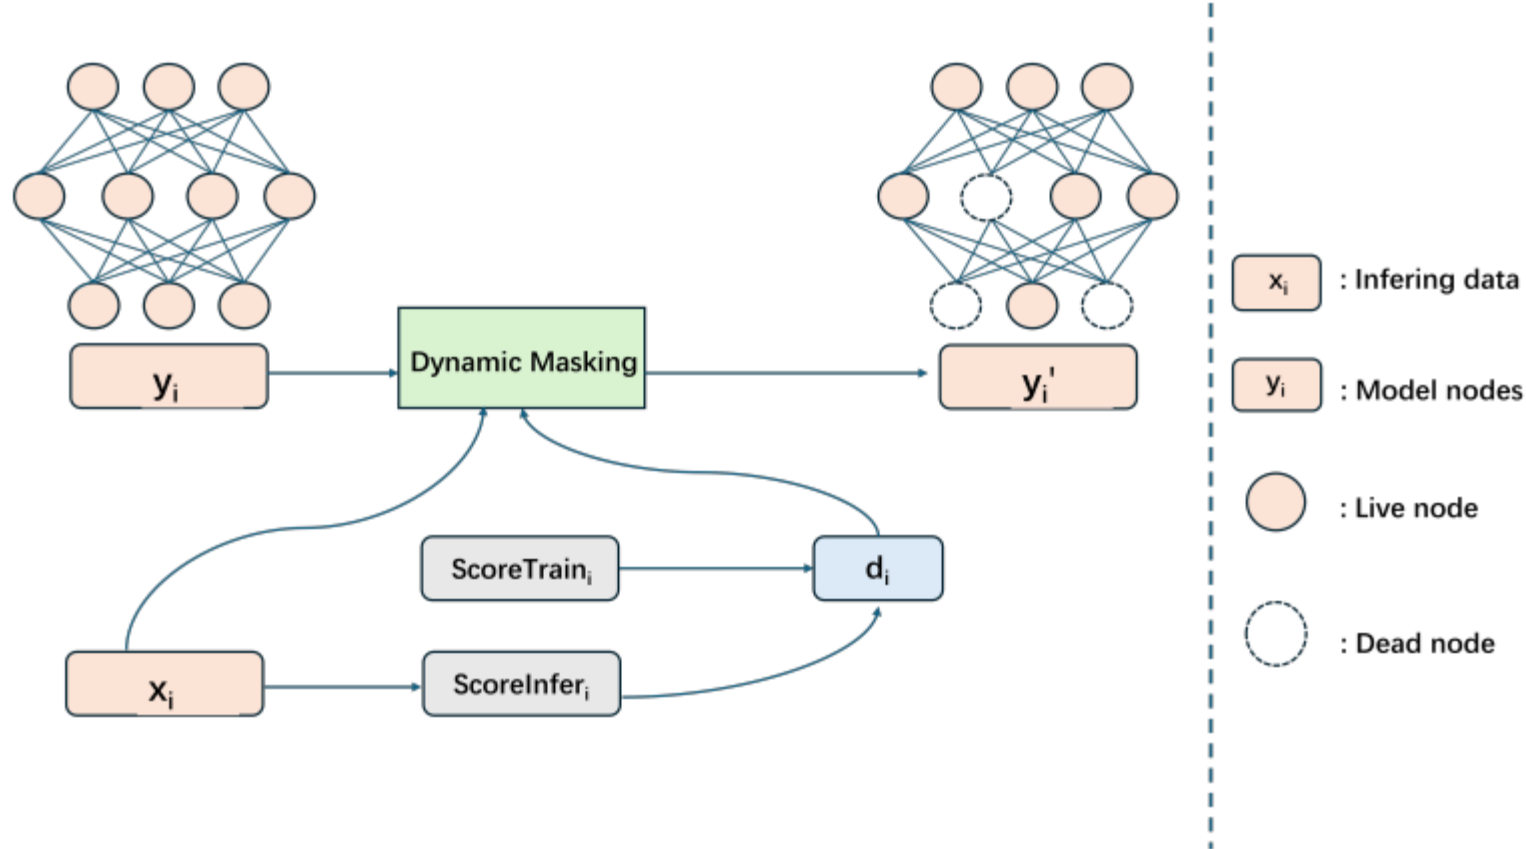 Dynamic Masking
yᵢ
yᵢ'
ScoreTrainᵢ
dᵢ
xᵢ
ScoreInferᵢ
xᵢ : Infering data
yᵢ : Model nodes
: Live node
: Dead node